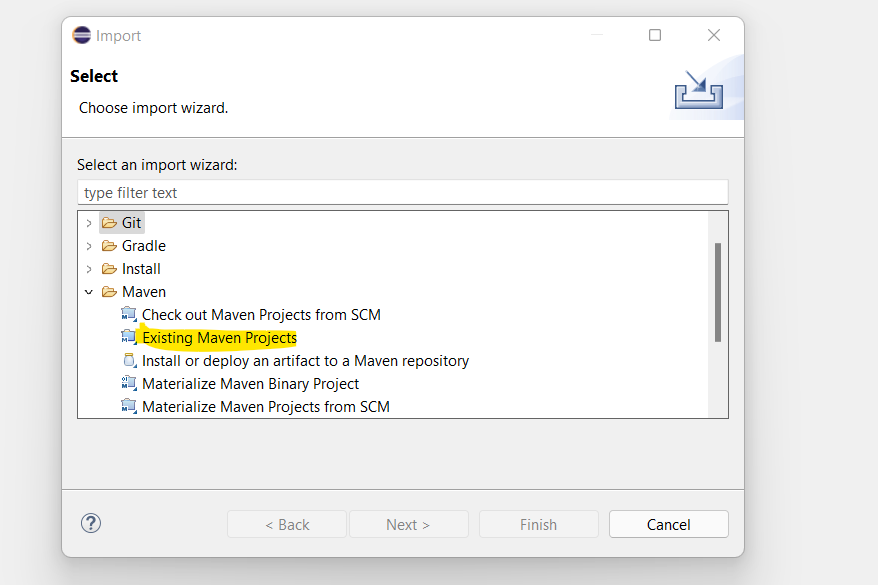 Import
Select
Choose import wizard.
Select an import wizard:
type filter text
Git
Gradle
Install
Maven
Check out Maven Projects from SCM
Existing Maven Projects
Install or deploy an artifact to a Maven repository
Materialize Maven Binary Project
Materialize Maven Projects from SCM
? < Back Next > Finish Cancel